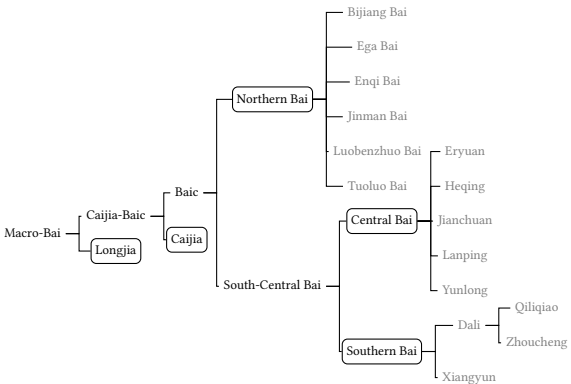 Bijiang Bai
Ega Bai
Enqi Bai
Northern Bai
Jinman Bai
Luobenzhuo Bai
Eryuan
Tuoluo Bai
Heqing
Baic
Caijia-Baic
Central Bai
Jianchuan
Macro-Bai
Caijia
Longjia
Lanping
South-Central Bai
Yunlong
Qiliqiao
Dali
Zhoucheng
Southern Bai
Xiangyun